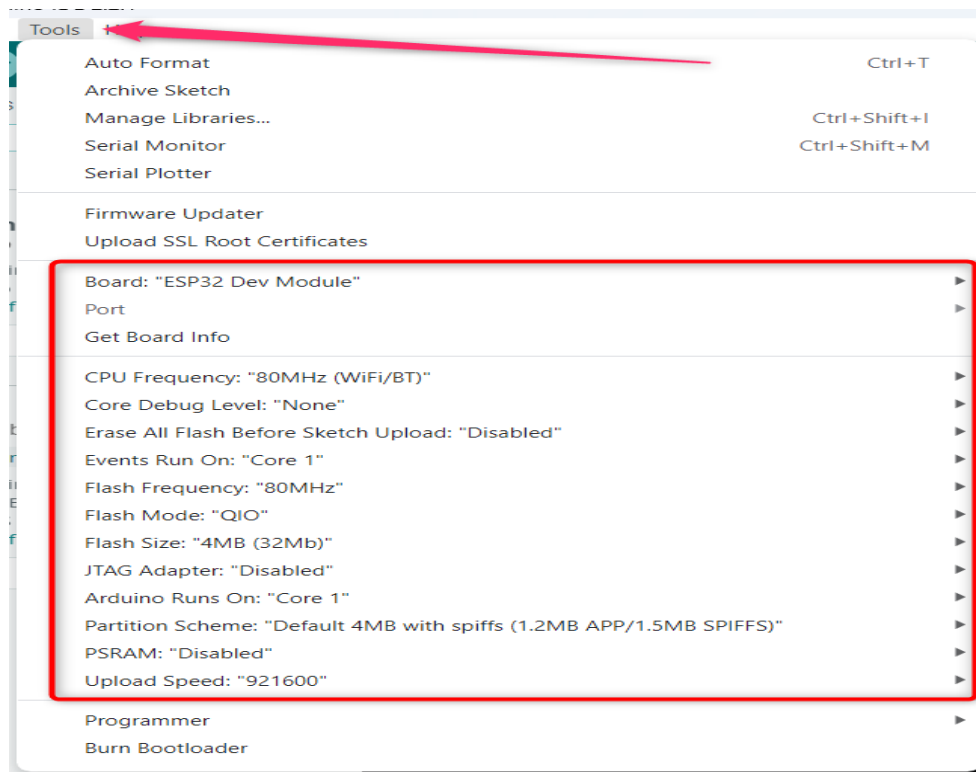 Tools
Auto Format Ctrl+T
Archive Sketch
Manage Libraries... Ctrl+Shift+I
Serial Monitor Ctrl+Shift+M
Serial Plotter
Firmware Updater
Upload SSL Root Certificates
Board: "ESP32 Dev Module"
Port
Get Board Info
CPU Frequency: "80MHz (WiFi/BT)"
Core Debug Level: "None"
Erase All Flash Before Sketch Upload: "Disabled"
Events Run On: "Core 1"
Flash Frequency: "80MHz"
Flash Mode: "QIO"
Flash Size: "4MB (32Mb)"
JTAG Adapter: "Disabled"
Arduino Runs On: "Core 1"
Partition Scheme: "Default 4MB with spiffs (1.2MB APP/1.5MB SPIFFS)"
PSRAM: "Disabled"
Upload Speed: "921600"
Programmer
Burn Bootloader